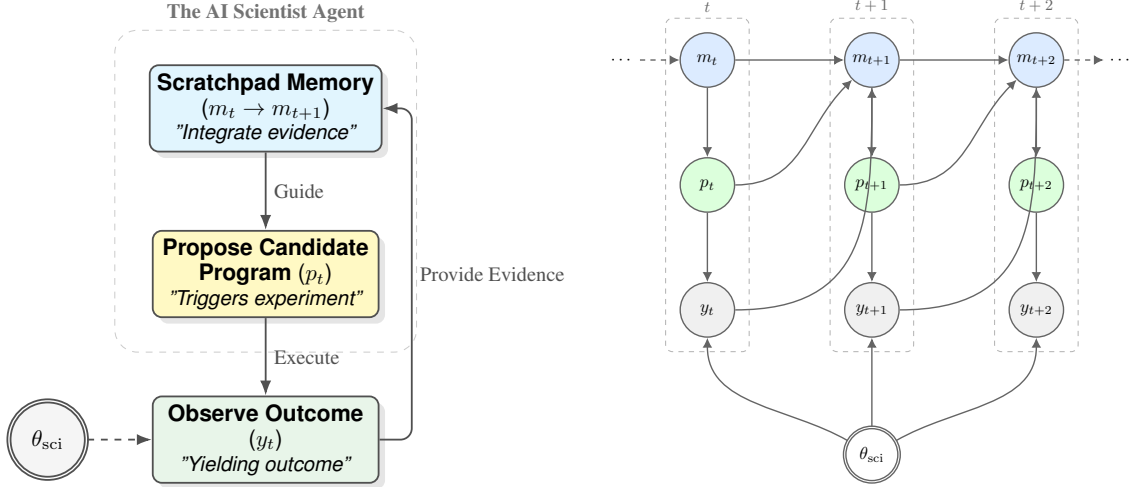 The AI Scientist Agent
Scratchpad Memory
(m_t → m_{t+1})
"Integrate evidence"
Guide
Propose Candidate
Program (p_t)
"Triggers experiment"
Provide Evidence
Execute
Observe Outcome
(y_t)
"Yielding outcome"
θ_sci
t
t+1
t+2
...
m_t
m_{t+1}
m_{t+2}
...
p_t
p_{t+1}
p_{t+2}
y_t
y_{t+1}
y_{t+2}
θ_sci